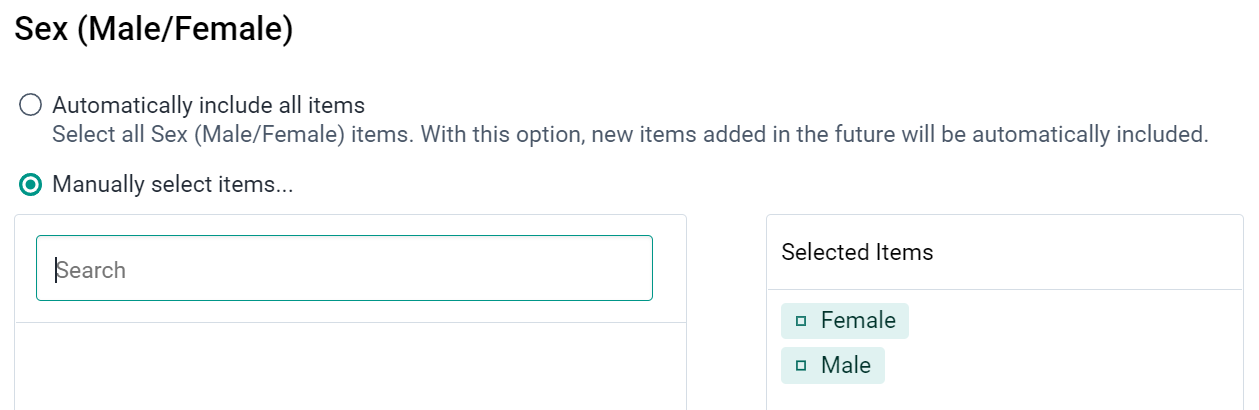 Sex (Male/Female)
Automatically include all items
Select all Sex (Male/Female) items. With this option, new items added in the future will be automatically included.
Manually select items...
Search
Selected Items
Female
Male